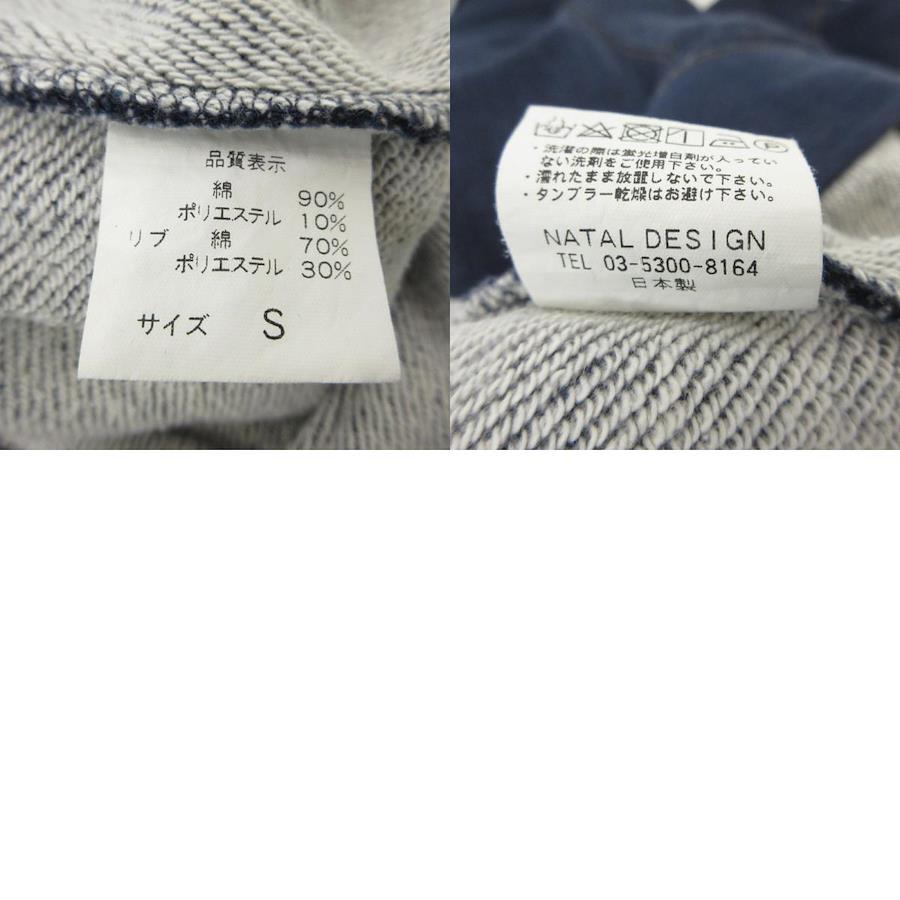 品質表示
綿 90%
ポリエステル 10%
リブ 綿 70%
ポリエステル 30%
サイズ S
・洗濯の際は蛍光増白剤が入ってい
ない洗剤をご使用下さい。
・濡れたまま放置しないで下さい。
・タンブラー乾燥はお避け下さい。
NATAL DESIGN
TEL 03-5300-8164
日本製